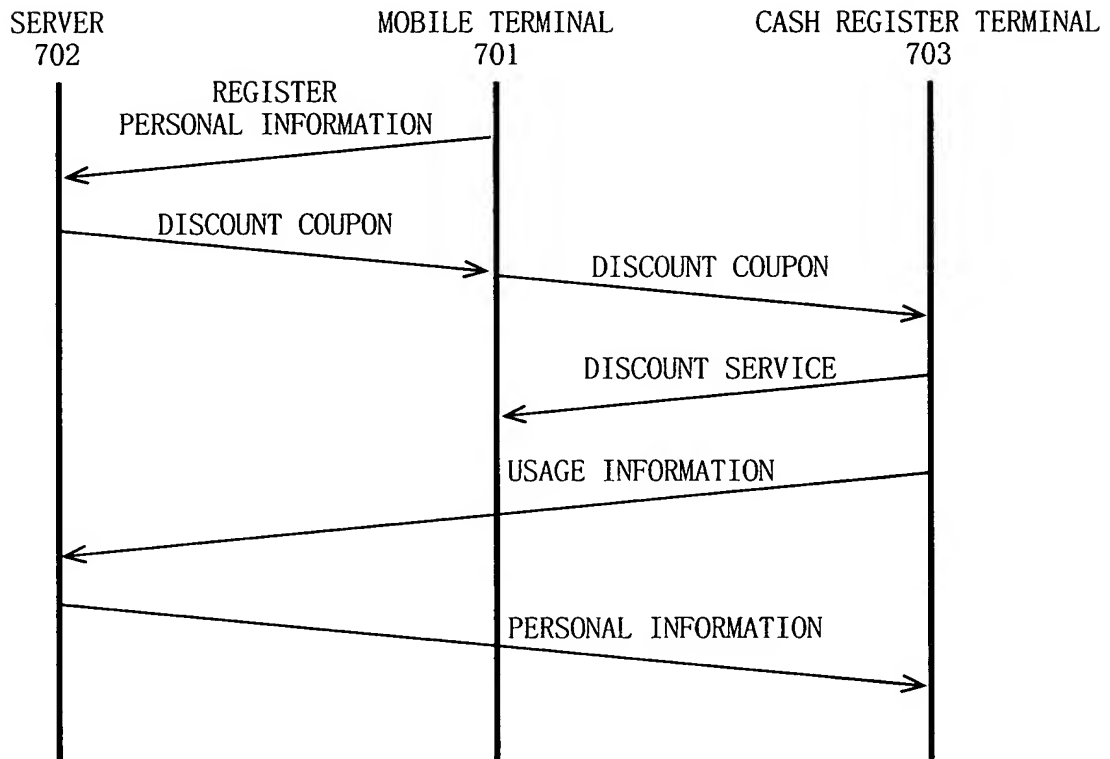 SERVER
702
MOBILE TERMINAL
701
CASH REGISTER TERMINAL
703
REGISTER
PERSONAL INFORMATION
DISCOUNT COUPON
DISCOUNT COUPON
DISCOUNT SERVICE
USAGE INFORMATION
PERSONAL INFORMATION